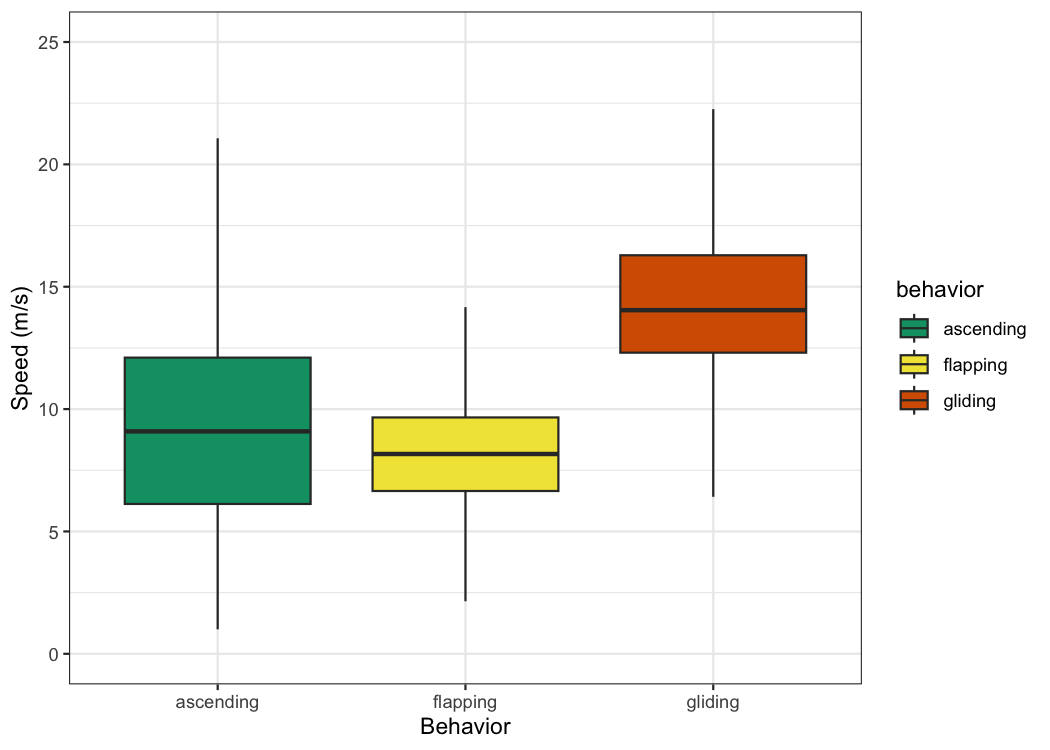 25
20
15
10
5
0
Speed (m/s)
ascending
flapping
gliding
Behavior
behavior
ascending
flapping
gliding